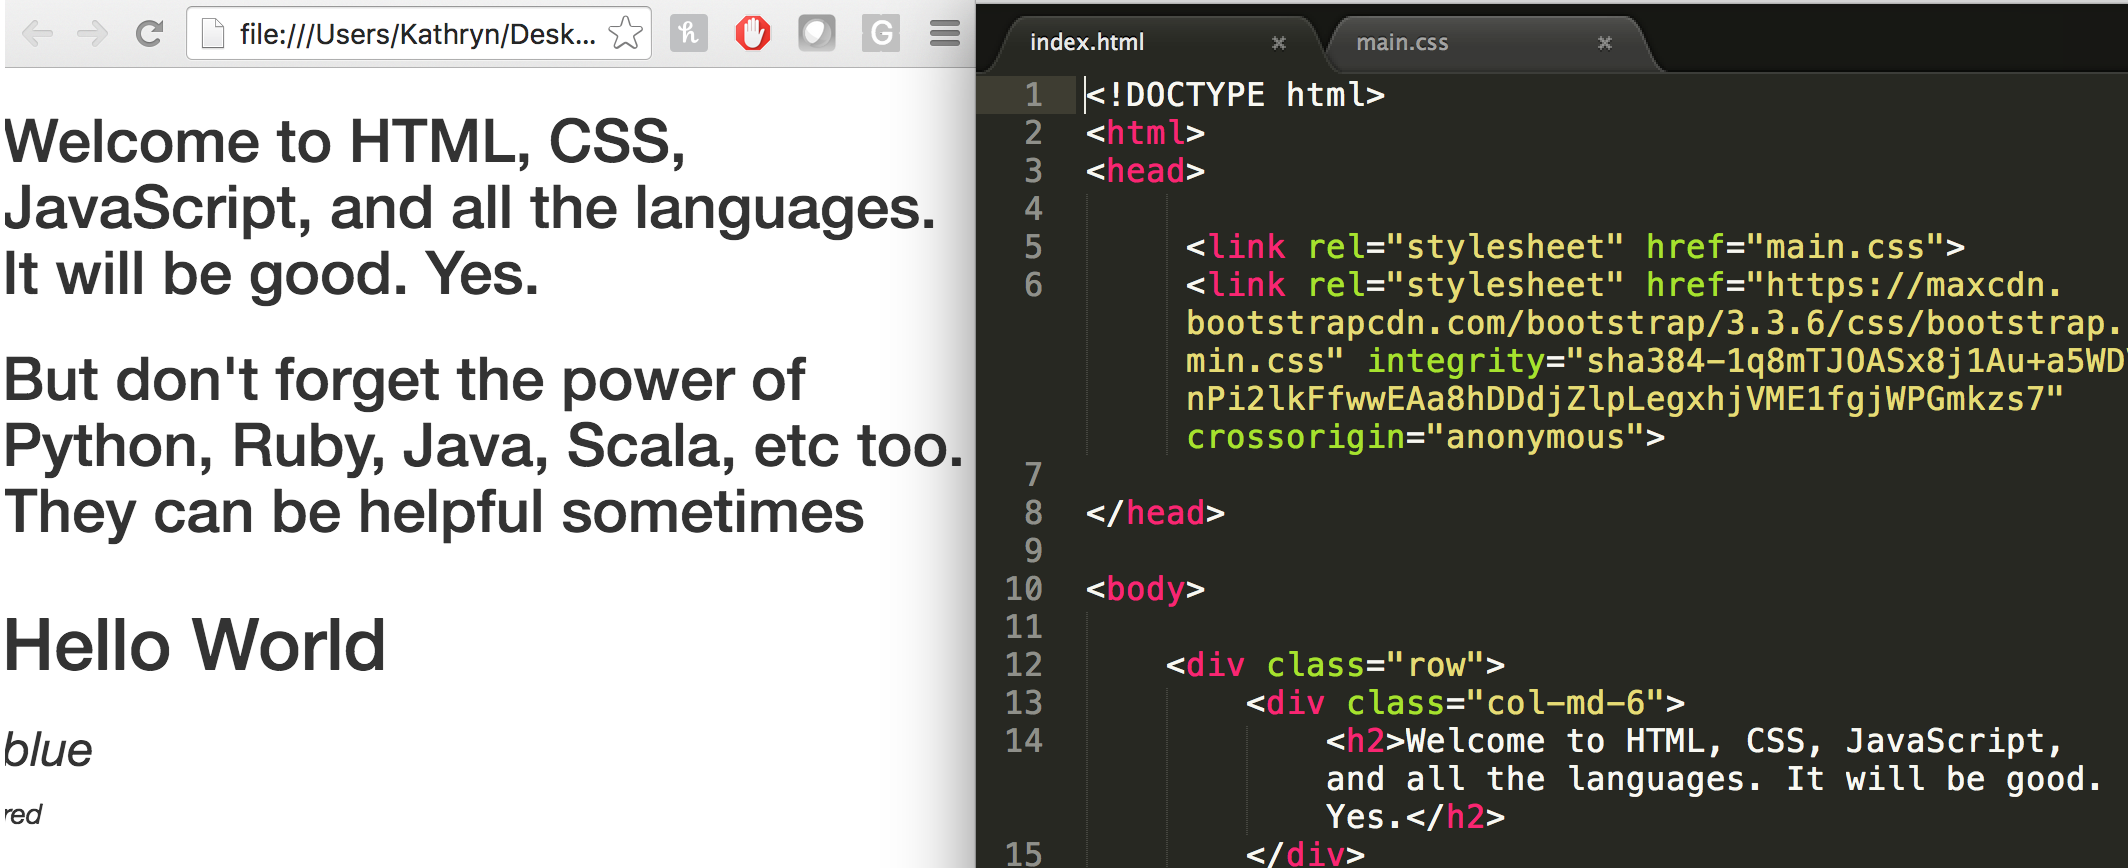 file:///Users/Kathryn/Desk...
G
Welcome to HTML, CSS,
JavaScript, and all the languages.
It will be good. Yes.
But don't forget the power of
Python, Ruby, Java, Scala, etc too.
They can be helpful sometimes
Hello World
blue
red
index.html
main.css
1 <!DOCTYPE html>
2 <html>
3 <head>
4
5 <link rel="stylesheet" href="main.css">
6 <link rel="stylesheet" href="https://maxcdn.
bootstrapcdn.com/bootstrap/3.3.6/css/bootstrap.
min.css" integrity="sha384-1q8mTJOASx8j1Au+a5WD
nPi2lkFfwwEAa8hDDdjZlpLegxhjVME1fgjWPGmkzs7"
crossorigin="anonymous">
7
8 </head>
9
10 <body>
11
12 <div class="row">
13 <div class="col-md-6">
14 <h2>Welcome to HTML, CSS, JavaScript,
and all the languages. It will be good.
Yes.</h2>
15 </div>